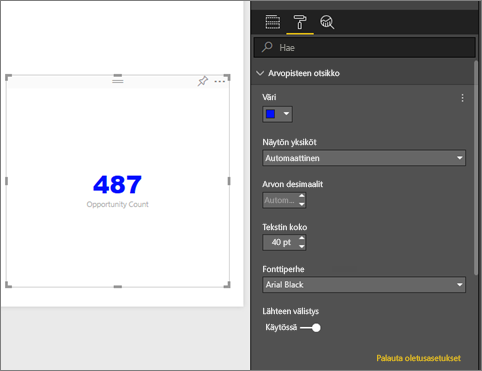 Hae
487
Opportunity Count
Arvopisteen otsikko
Väri
Näytön yksiköt
Automaattinen
Arvon desimaalit
Autom...
Tekstin koko
40 pt
Fonttiperhe
Arial Black
Lähteen välistys
Käytössä
Palauta oletusasetukset